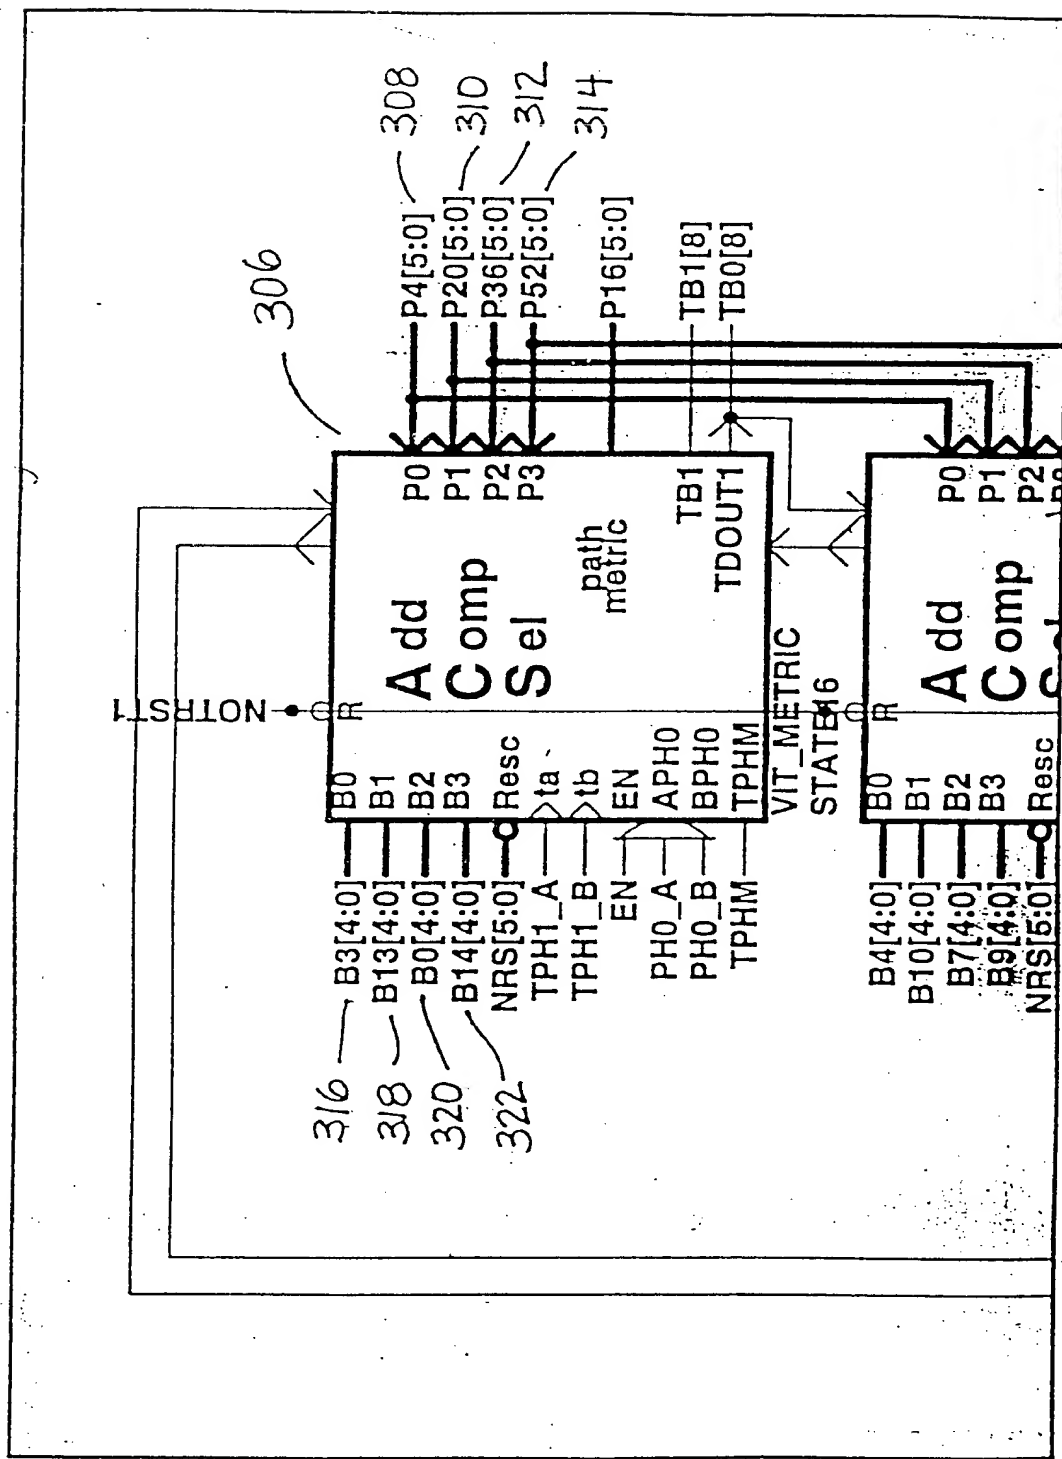 306
308
310
312
314
P4[5:0]
P20[5:0]
P36[5:0]
P52[5:0]
P16[5:0]
TB1[8]
TB0[8]
P0
P1
P2
P3
path
metric
TB1
TDOUT1
Add
Comp
Sel
NOTRST1
R
B0
B1
B2
B3
Resc
ta
tb
EN
APH0
BPH0
TPHM
VIT_METRIC
B3[4:0]
B13[4:0]
B0[4:0]
B14[4:0]
NRS[5:0]
TPH1_A
TPH1_B
EN
PH0_A
PH0_B
TPHM
316
318
320
322
P0
P1
P2
Add
Comp
R
B0
B1
B2
B3
Resc
B4[4:0]
B10[4:0]
B7[4:0]
B9[4:0]
NRS[5:0]